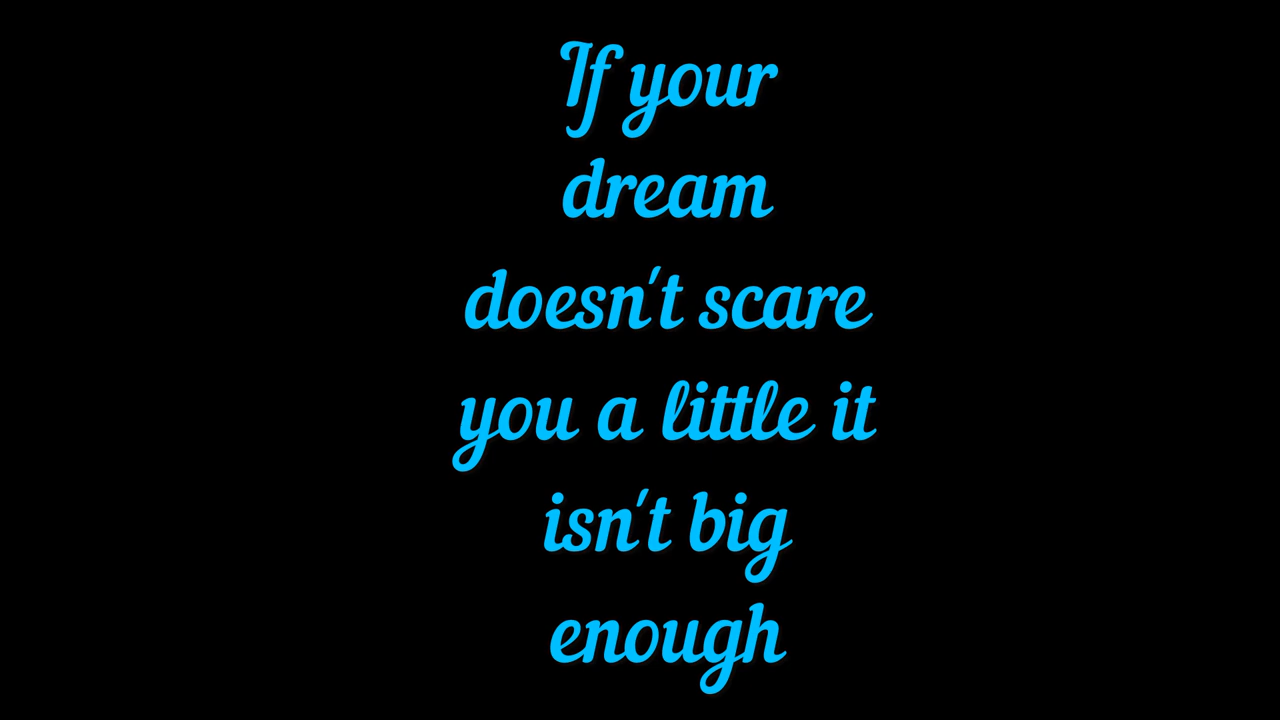 If your
dream
doesn't scare
you a little it
isn't big
enough